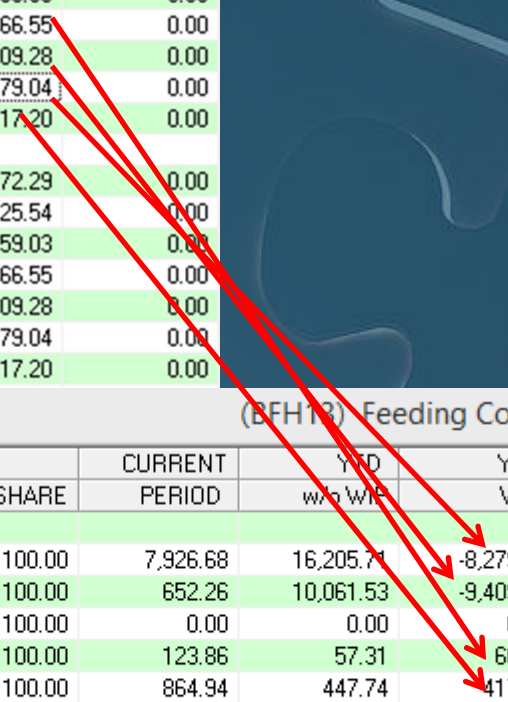 66.55 0.00
09.28 0.00
79.04 0.00
17.20 0.00
72.29 0.00
25.54 0.00
59.03 0.00
66.55 0.00
09.28 0.00
79.04 0.00
17.20 0.00
(BFH13) Feeding Co
CURRENT YTD Y
SHARE PERIOD w/o WIP
100.00 7,926.68 16,205.71 -8,27
100.00 652.26 10,061.53 -9,40
100.00 0.00 0.00
100.00 123.86 57.31 6
100.00 864.94 447.74 41